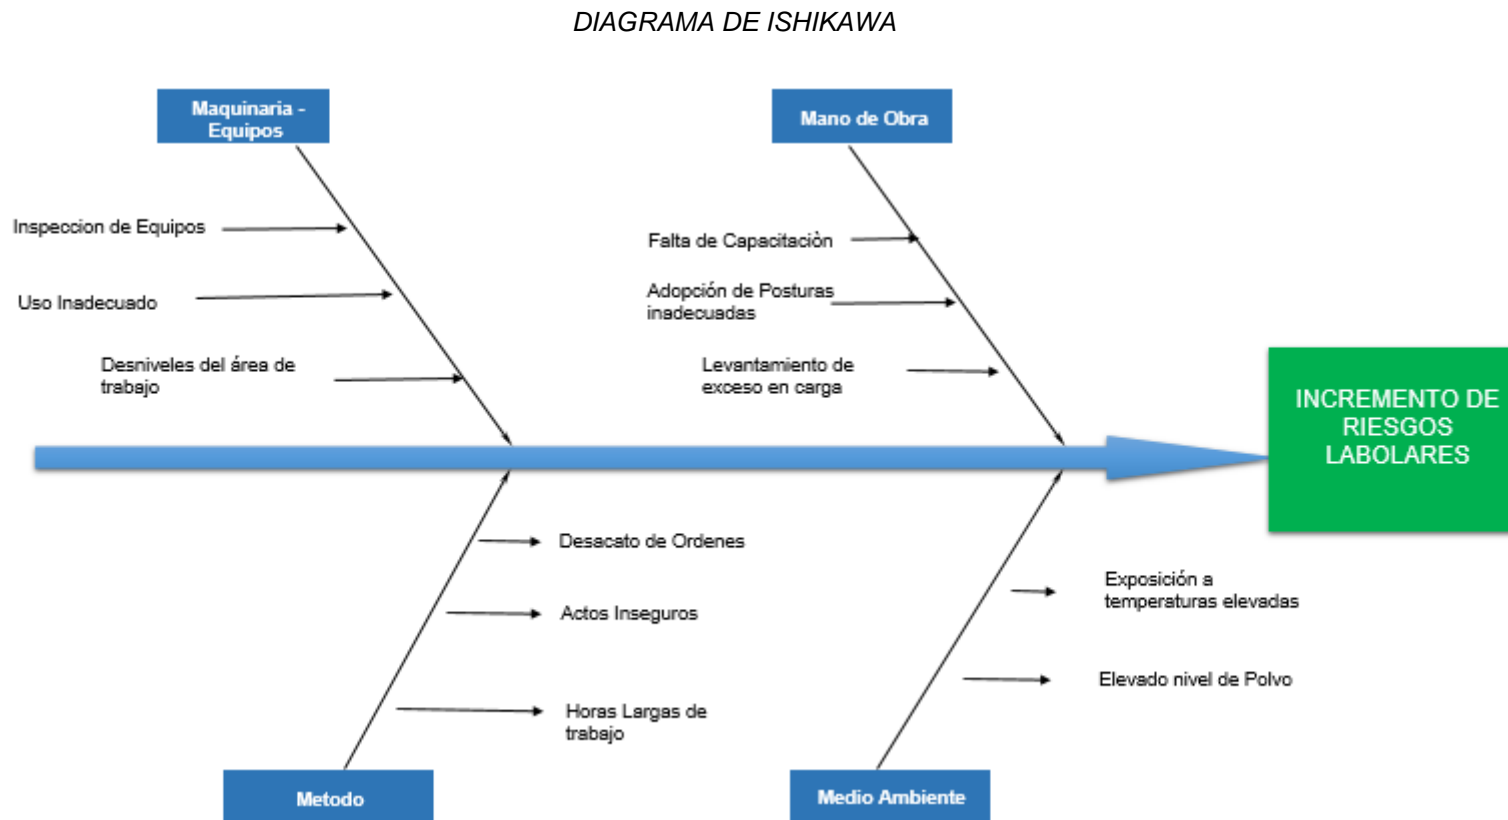 DIAGRAMA DE ISHIKAWA
Maquinaria -
Equipos
Mano de Obra
Inspeccion de Equipos
Uso Inadecuado
Desniveles del área de
trabajo
Falta de Capacitaciòn
Adopción de Posturas
inadecuadas
Levantamiento de
exceso en carga
INCREMENTO DE
RIESGOS
LABOLARES
Desacato de Ordenes
Actos Inseguros
Horas Largas de
trabajo
Exposición a
temperaturas elevadas
Elevado nivel de Polvo
Metodo
Medio Ambiente